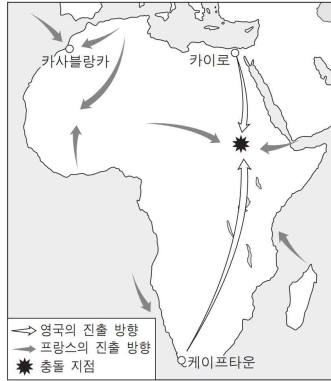 카사블랑카
카이로
케이프타운
영국의 진출 방향
프랑스의 진출 방향
충돌 지점